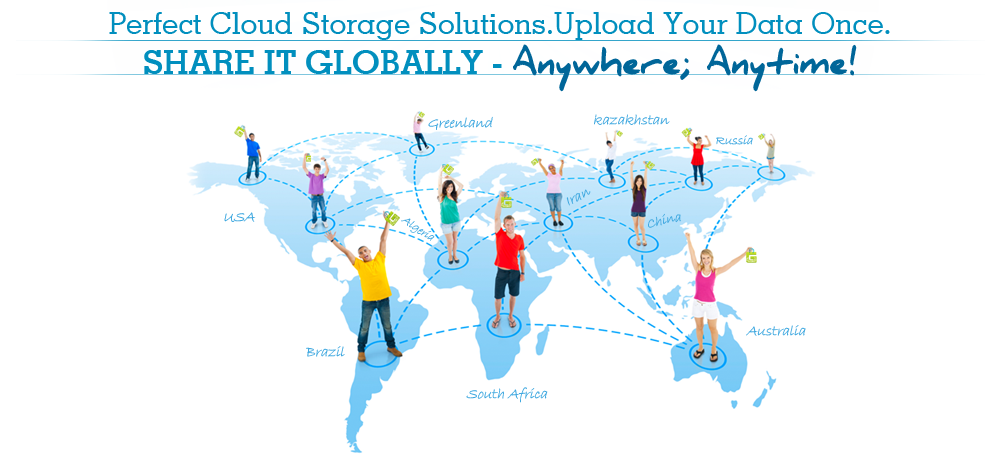 Perfect Cloud Storage Solutions.Upload Your Data Once.
SHARE IT GLOBALLY - Anywhere; Anytime!
Greenland
kazakhstan
Russia
USA
Algeria
Iran
China
Brazil
South Africa
Australia